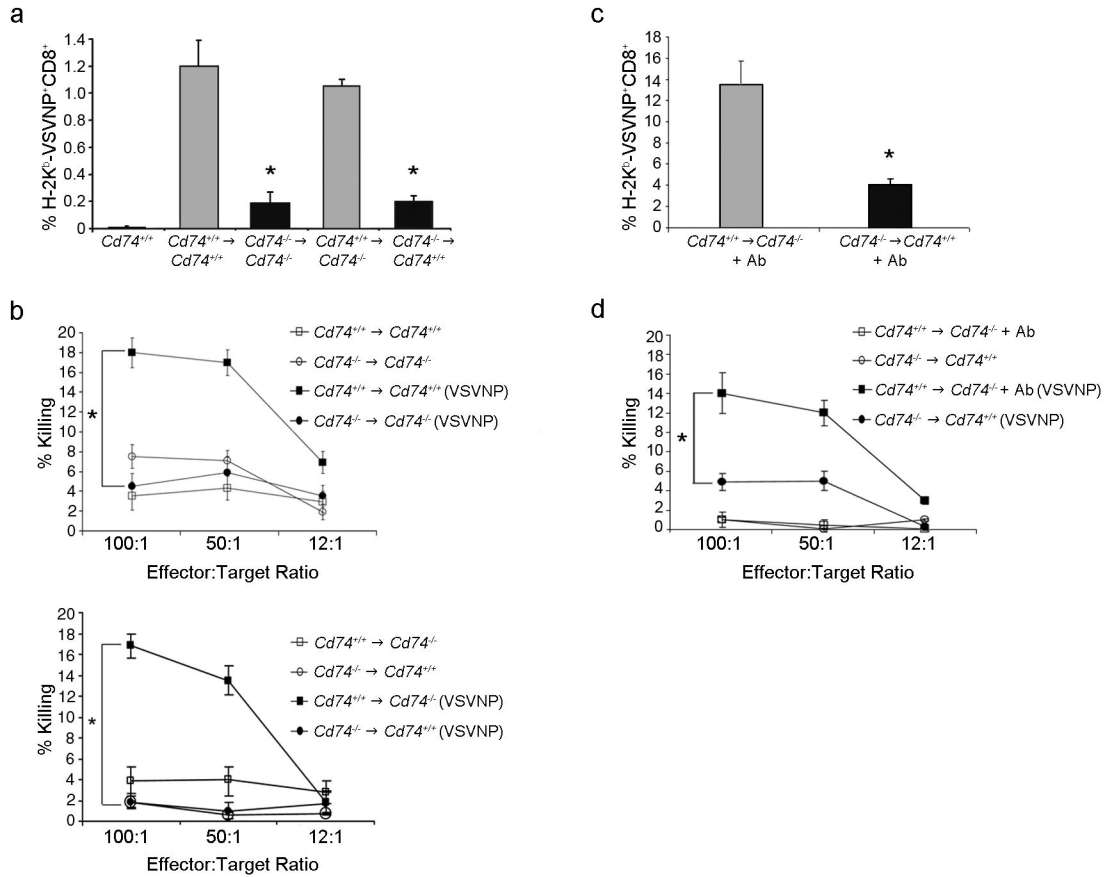 a
% H-2Kᵇ-VSVNP⁺CD8⁺
1.4
1.2
1.0
0.8
0.6
0.4
0.2
0
*
*
Cd74⁺/⁺
Cd74⁺/⁺ →
Cd74⁺/⁺
Cd74⁻/⁻ →
Cd74⁻/⁻
Cd74⁺/⁺ →
Cd74⁻/⁻
Cd74⁻/⁻ →
Cd74⁺/⁺
c
% H-2Kᵇ-VSVNP⁺CD8⁺
18
16
14
12
10
8
6
4
2
0
*
Cd74⁺/⁺ → Cd74⁻/⁻
+ Ab
Cd74⁻/⁻ → Cd74⁺/⁺
+ Ab
b
% Killing
20
18
16
14
12
10
8
6
4
2
0
*
Cd74⁺/⁺ → Cd74⁺/⁺
Cd74⁻/⁻ → Cd74⁻/⁻
Cd74⁺/⁺ → Cd74⁺/⁺ (VSVNP)
Cd74⁻/⁻ → Cd74⁻/⁻ (VSVNP)
100:1 50:1 12:1
Effector:Target Ratio
% Killing
20
18
16
14
12
10
8
6
4
2
0
*
Cd74⁺/⁺ → Cd74⁻/⁻
Cd74⁻/⁻ → Cd74⁺/⁺
Cd74⁺/⁺ → Cd74⁻/⁻ (VSVNP)
Cd74⁻/⁻ → Cd74⁺/⁺ (VSVNP)
100:1 50:1 12:1
Effector:Target Ratio
d
% Killing
20
18
16
14
12
10
8
6
4
2
0
*
Cd74⁺/⁺ → Cd74⁻/⁻ + Ab
Cd74⁻/⁻ → Cd74⁺/⁺
Cd74⁺/⁺ → Cd74⁻/⁻ + Ab (VSVNP)
Cd74⁻/⁻ → Cd74⁺/⁺ (VSVNP)
100:1 50:1 12:1
Effector:Target Ratio